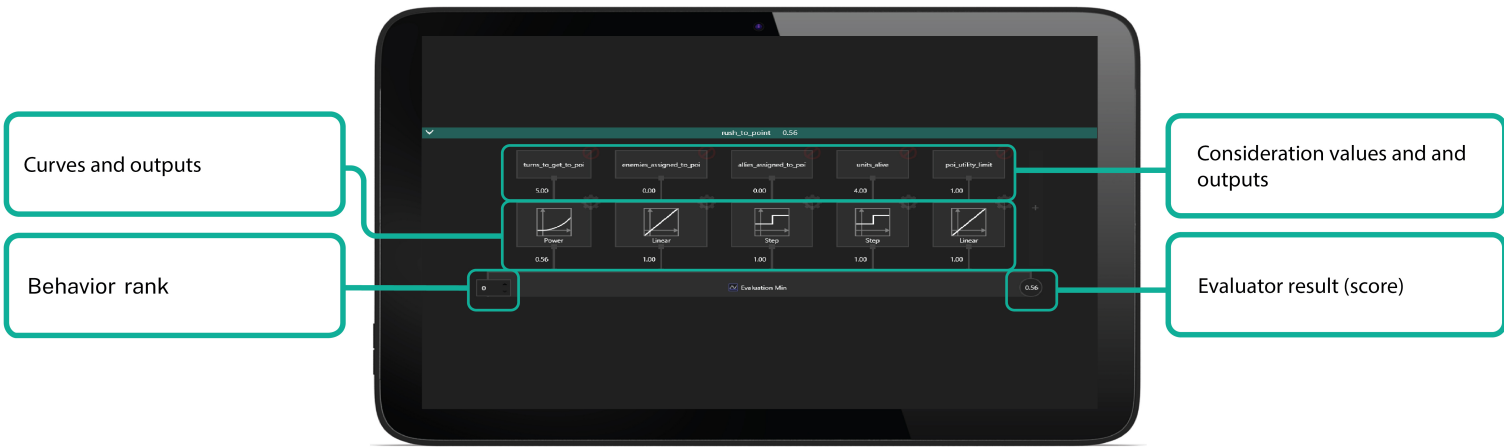 Curves and outputs
Behavior rank
rush_to_point 0.56
turns_to_get_to_poi enemies_assigned_to_poi allies_assigned_to_poi units_alive poi_utility_limit
5.00 0.00 0.00 4.00 1.00
Power Linear Step Step Linear
0.56 1.00 1.00 1.00 1.00
0 Evaluation Min 0.56
Consideration values and and
outputs
Evaluator result (score)